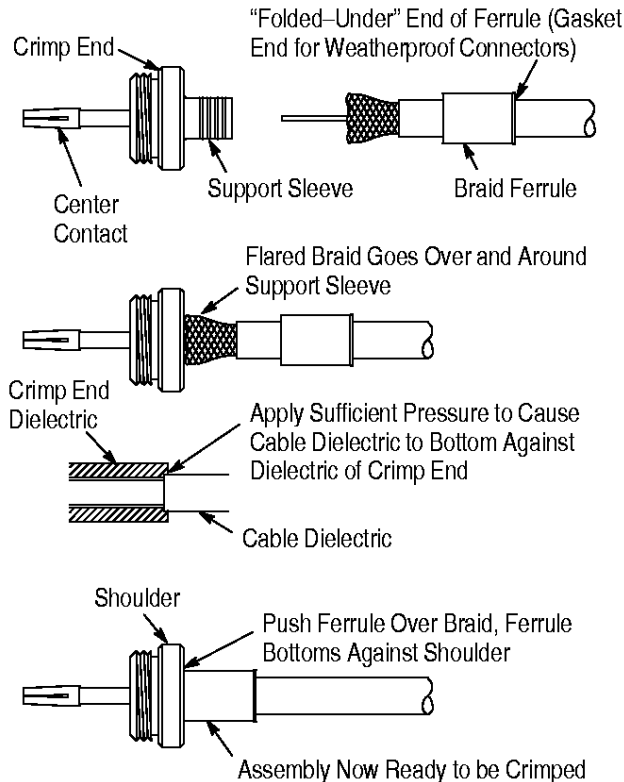 "Folded–Under" End of Ferrule (Gasket
End for Weatherproof Connectors)
Crimp End
Support Sleeve
Braid Ferrule
Center
Contact
Flared Braid Goes Over and Around
Support Sleeve
Crimp End
Dielectric
Apply Sufficient Pressure to Cause
Cable Dielectric to Bottom Against
Dielectric of Crimp End
Cable Dielectric
Shoulder
Push Ferrule Over Braid, Ferrule
Bottoms Against Shoulder
Assembly Now Ready to be Crimped